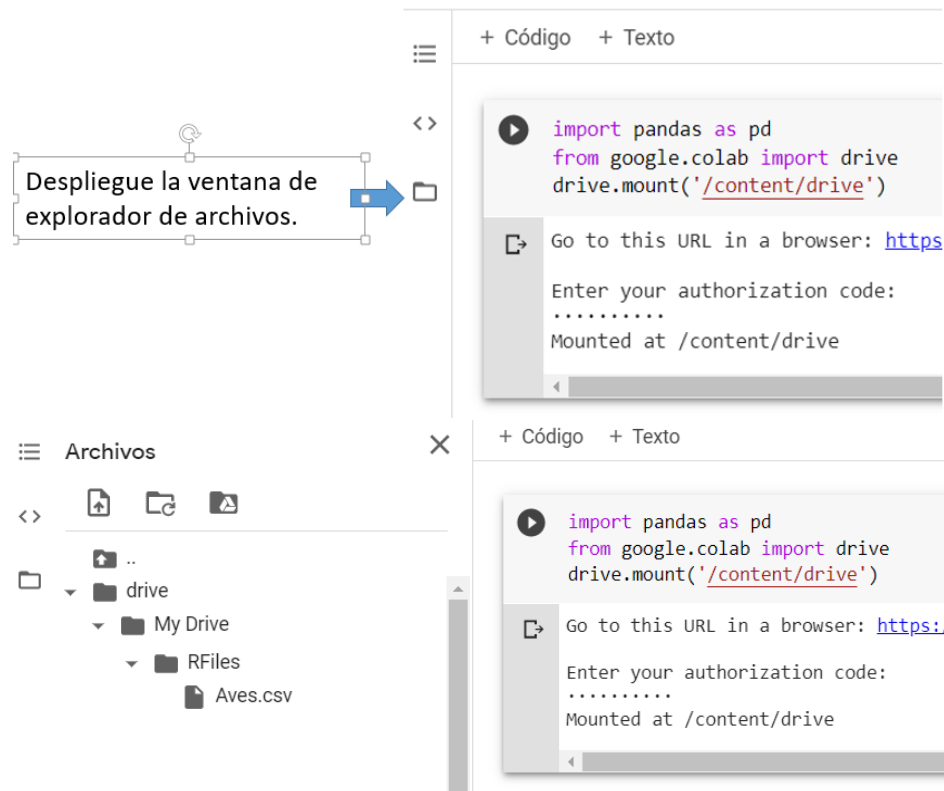 + Código + Texto
Despliegue la ventana de
explorador de archivos.
import pandas as pd
from google.colab import drive
drive.mount('/content/drive')
Go to this URL in a browser: https
Enter your authorization code:
..........
Mounted at /content/drive
Archivos
..
drive
My Drive
RFiles
Aves.csv
+ Código + Texto
import pandas as pd
from google.colab import drive
drive.mount('/content/drive')
Go to this URL in a browser: https:/
Enter your authorization code:
..........
Mounted at /content/drive